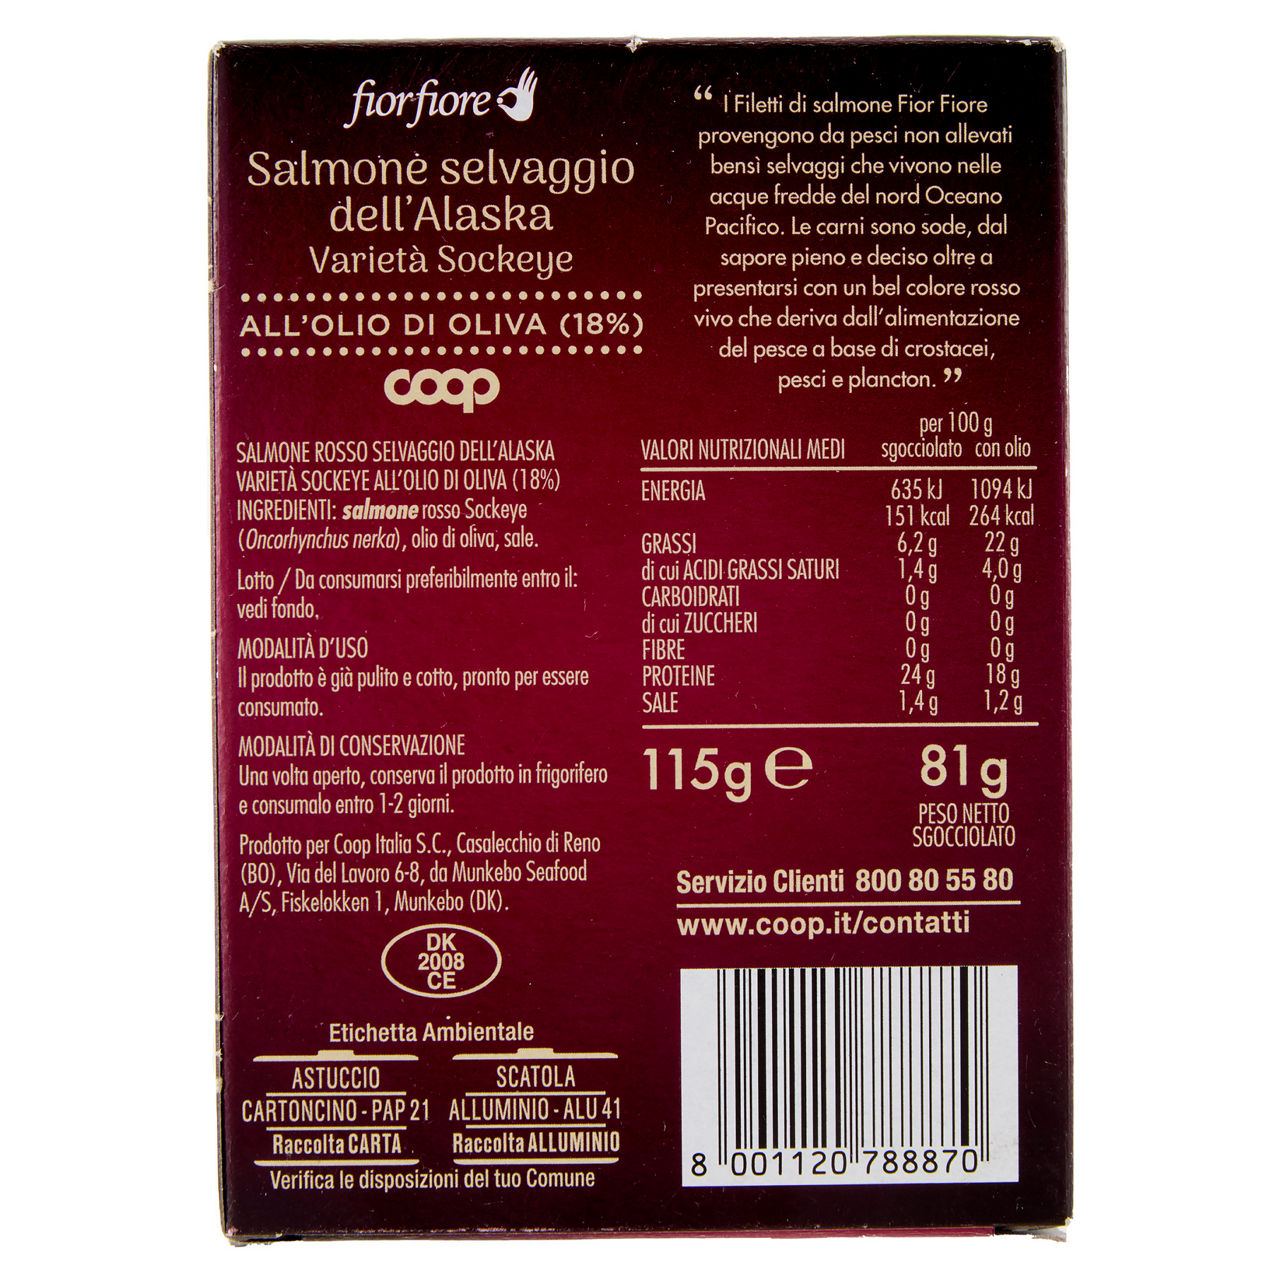 fiorfiore
Salmone selvaggio
dell'Alaska
Varietà Sockeye
ALL'OLIO DI OLIVA (18%)
coop
SALMONE ROSSO SELVAGGIO DELL'ALASKA
VARIETÀ SOCKEYE ALL'OLIO DI OLIVA (18%)
INGREDIENTI: salmone rosso Sockeye
(Oncorhynchus nerka), olio di oliva, sale.
Lotto / Da consumarsi preferibilmente entro il:
vedi fondo.
MODALITÀ D'USO
Il prodotto è già pulito e cotto, pronto per essere
consumato.
MODALITÀ DI CONSERVAZIONE
Una volta aperto, conserva il prodotto in frigorifero
e consumalo entro 1-2 giorni.
Prodotto per Coop Italia S.C., Casalecchio di Reno
(BO), Via del Lavoro 6-8, da Munkebo Seafood
A/S, Fiskelokken 1, Munkebo (DK).
DK
2008
CE
Etichetta Ambientale
ASTUCCIO
CARTONCINO - PAP 21
Raccolta CARTA
SCATOLA
ALLUMINIO - ALU 41
Raccolta ALLUMINIO
Verifica le disposizioni del tuo Comune
“ I Filetti di salmone Fior Fiore
provengono da pesci non allevati
bensì selvaggi che vivono nelle
acque fredde del nord Oceano
Pacifico. Le carni sono sode, dal
sapore pieno e deciso oltre a
presentarsi con un bel colore rosso
vivo che deriva dall'alimentazione
del pesce a base di crostacei,
pesci e plancton. ”
per 100 g
VALORI NUTRIZIONALI MEDI sgocciolato con olio
ENERGIA 635 kJ 1094 kJ
151 kcal 264 kcal
GRASSI 6,2 g 22 g
di cui ACIDI GRASSI SATURI 1,4 g 4,0 g
CARBOIDRATI 0 g 0 g
di cui ZUCCHERI 0 g 0 g
FIBRE 0 g 0 g
PROTEINE 24 g 18 g
SALE 1,4 g 1,2 g
115g ℮ 81g
PESO NETTO
SGOCCIOLATO
Servizio Clienti 800 80 55 80
www.coop.it/contatti
8 001120 788870